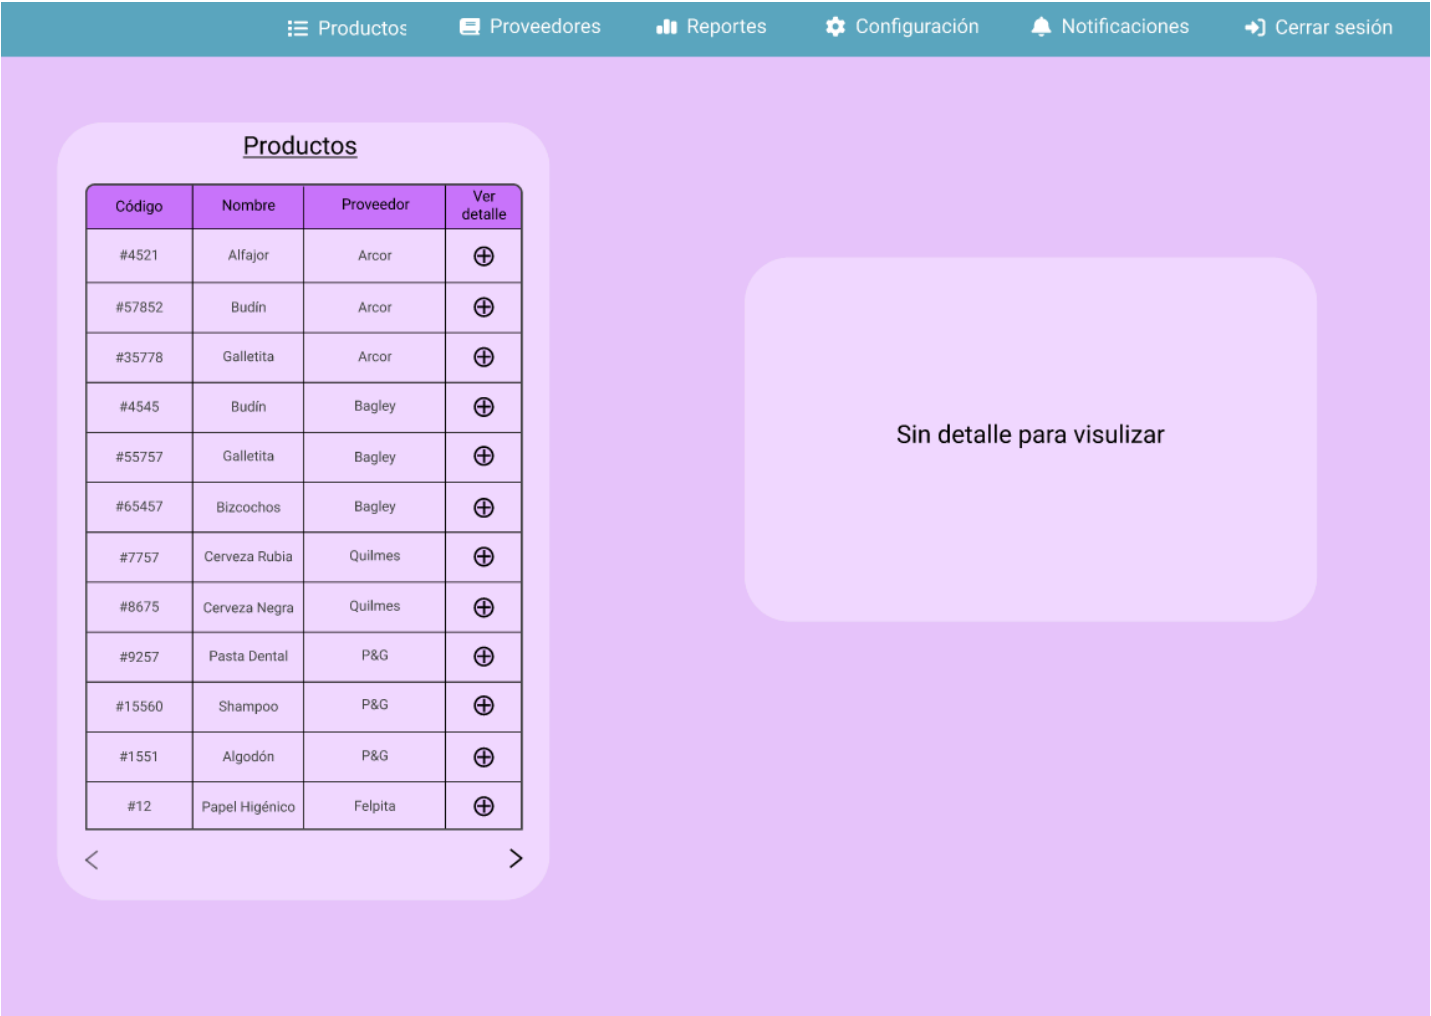 Productos Proveedores Reportes Configuración Notificaciones Cerrar sesión
Productos
Código Nombre Proveedor Ver detalle
#4521 Alfajor Arcor
#57852 Budín Arcor
#35778 Galletita Arcor
#4545 Budín Bagley
#55757 Galletita Bagley
#65457 Bizcochos Bagley
#7757 Cerveza Rubia Quilmes
#8675 Cerveza Negra Quilmes
#9257 Pasta Dental P&G
#15560 Shampoo P&G
#1551 Algodón P&G
#12 Papel Higénico Felpita
Sin detalle para visulizar